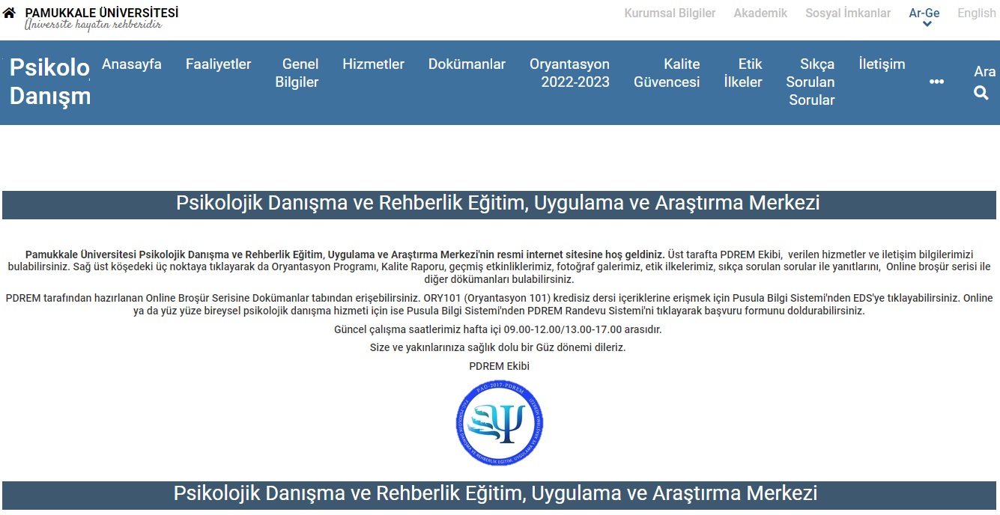 PAMUKKALE ÜNİVERSİTESİ
Üniversite hayatın rehberidir
Kurumsal Bilgiler Akademik Sosyal İmkanlar Ar-Ge English
Psikoloj
Danışm
Anasayfa Faaliyetler Genel Bilgiler Hizmetler Dokümanlar Oryantasyon 2022-2023 Kalite Güvencesi Etik İlkeler Sıkça Sorulan Sorular İletişim
Ara
Psikolojik Danışma ve Rehberlik Eğitim, Uygulama ve Araştırma Merkezi
Pamukkale Üniversitesi Psikolojik Danışma ve Rehberlik Eğitim, Uygulama ve Araştırma Merkezi'nin resmi internet sitesine hoş geldiniz. Üst tarafta PDREM Ekibi, verilen hizmetler ve iletişim bilgilerimizi
bulabilirsiniz. Sağ üst köşedeki üç noktaya tıklayarak da Oryantasyon Programı, Kalite Raporu, geçmiş etkinliklerimiz, fotoğraf galerimiz, etik ilkelerimiz, sıkça sorulan sorular ile yanıtlarını, Online broşür serisi ile
diğer dökümanları bulabilirsiniz.
PDREM tarafından hazırlanan Online Broşür Serisine Dokümanlar tabından erişebilirsiniz. ORY101 (Oryantasyon 101) kredisiz dersi içeriklerine erişmek için Pusula Bilgi Sistemi'nden EDS'ye tıklayabilirsiniz. Online
ya da yüz yüze bireysel psikolojik danışma hizmeti için ise Pusula Bilgi Sistemi'nden PDREM Randevu Sistemi'ni tıklayarak başvuru formunu doldurabilirsiniz.
Güncel çalışma saatlerimiz hafta içi 09.00-12.00/13.00-17.00 arasıdır.
Size ve yakınlarınıza sağlık dolu bir Güz dönemi dileriz.
PDREM Ekibi
PAÜ-2017-PDREM
PAÜ PSİKOLOJİK DANIŞMA VE REHBERLİK EĞİTİM, UYGULAMA VE ARAŞTIRMA MERKEZİ
Psikolojik Danışma ve Rehberlik Eğitim, Uygulama ve Araştırma Merkezi